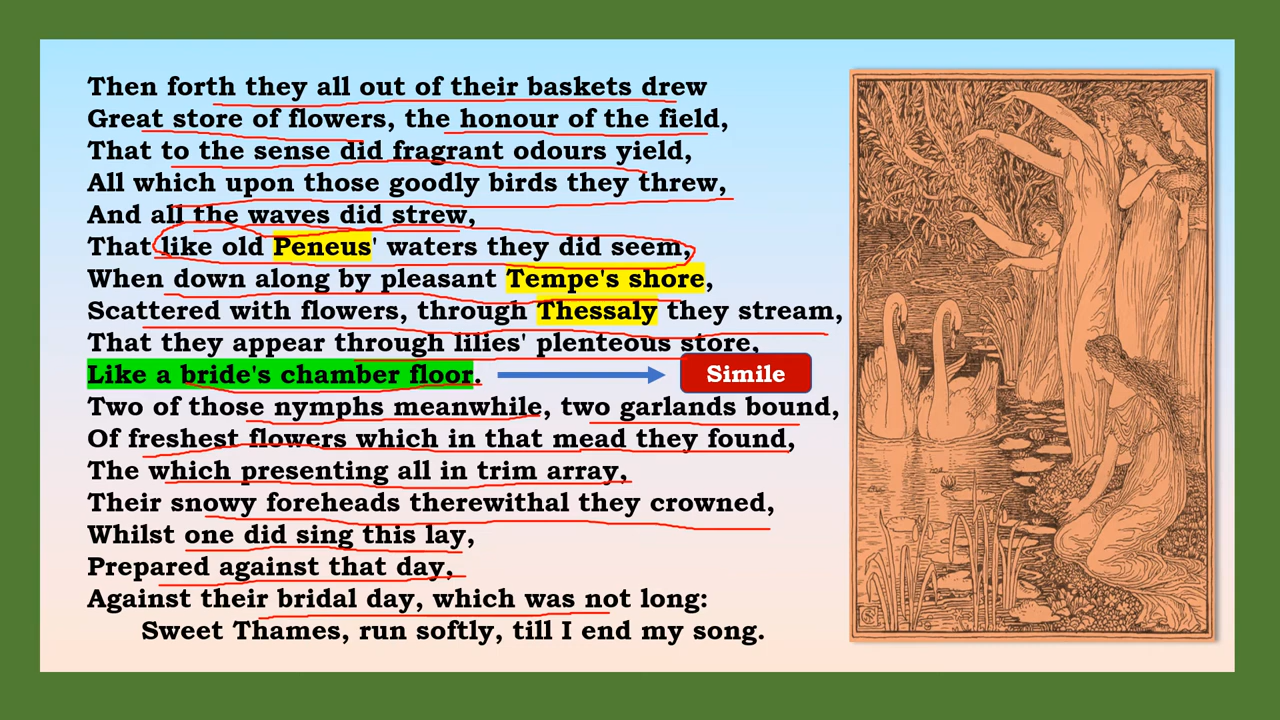 Then forth they all out of their baskets drew
Great store of flowers, the honour of the field,
That to the sense did fragrant odours yield,
All which upon those goodly birds they threw,
And all the waves did strew,
That like old Peneus' waters they did seem,
When down along by pleasant Tempe's shore,
Scattered with flowers, through Thessaly they stream,
That they appear through lilies' plenteous store,
Like a bride's chamber floor. Simile
Two of those nymphs meanwhile, two garlands bound,
Of freshest flowers which in that mead they found,
The which presenting all in trim array,
Their snowy foreheads therewithal they crowned,
Whilst one did sing this lay,
Prepared against that day,
Against their bridal day, which was not long:
Sweet Thames, run softly, till I end my song.